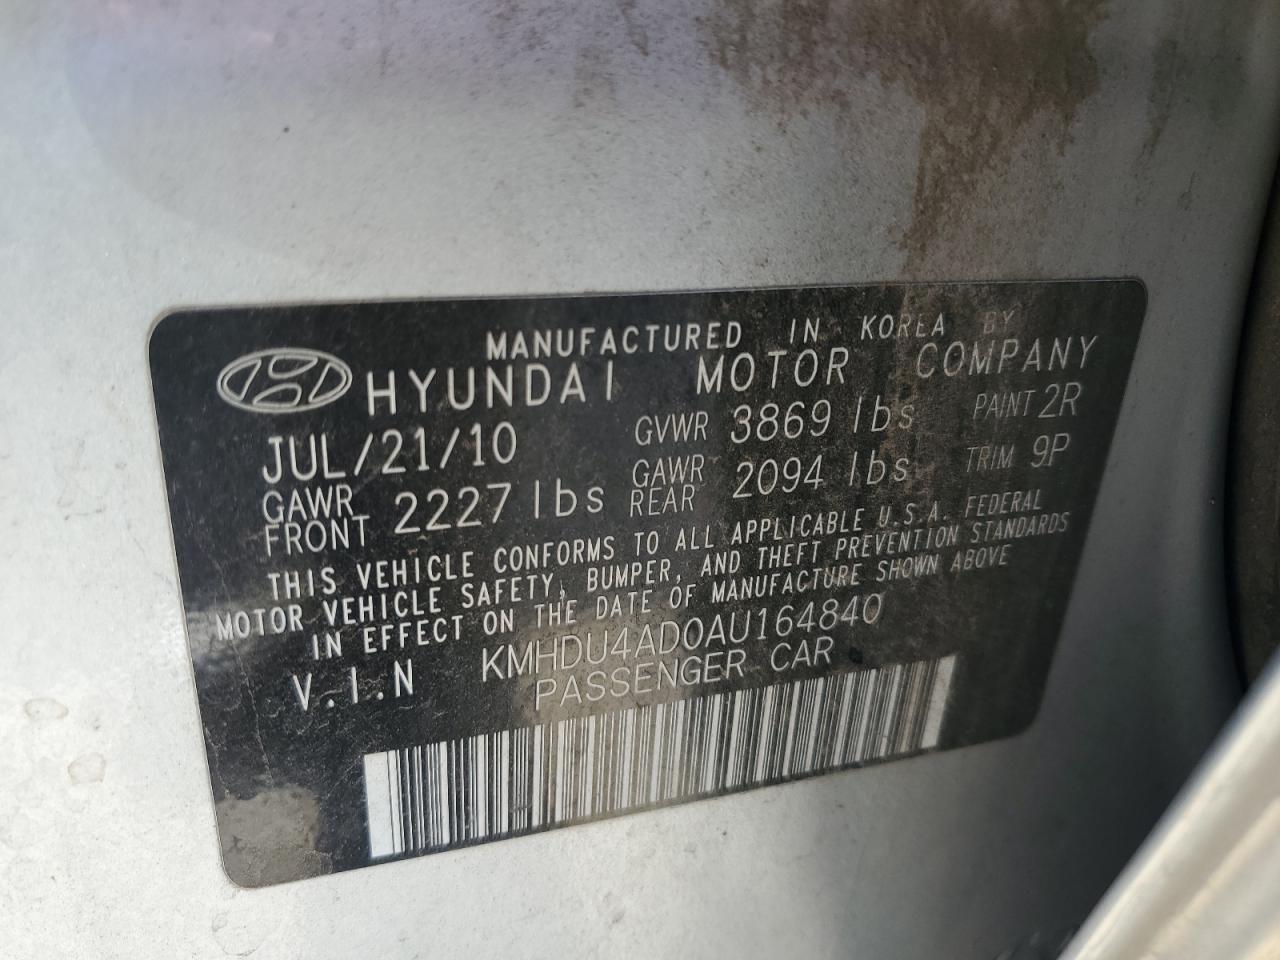 MANUFACTURED IN KOREA BY
HYUNDAI MOTOR COMPANY
JUL/21/10 GVWR 3869 lbs PAINT 2R
GAWR FRONT 2227 lbs GAWR REAR 2094 lbs TRIM 9P
THIS VEHICLE CONFORMS TO ALL APPLICABLE U.S.A. FEDERAL
MOTOR VEHICLE SAFETY, BUMPER, AND THEFT PREVENTION STANDARDS
IN EFFECT ON THE DATE OF MANUFACTURE SHOWN ABOVE
V.I.N KMHDU4AD0AU164840
PASSENGER CAR